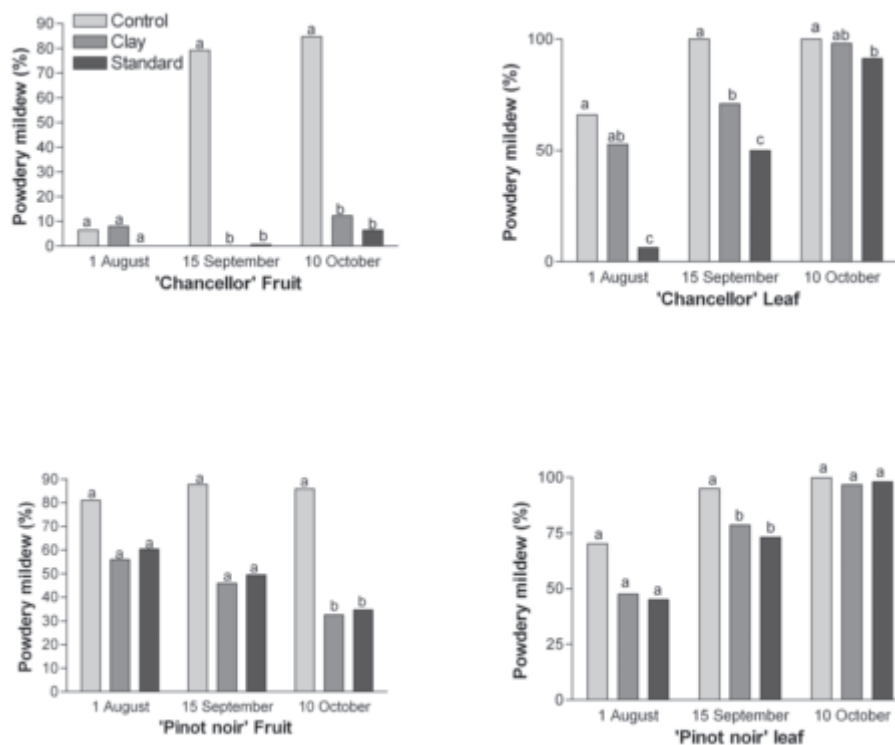 Control
Clay
Standard
Powdery mildew (%)
90
80
70
60
50
40
30
20
10
0
a a a
a b b
a b b
1 August 15 September 10 October
'Chancellor' Fruit
Powdery mildew (%)
100
50
0
a ab c
a b c
a ab b
1 August 15 September 10 October
'Chancellor' Leaf
Powdery mildew (%)
90
80
70
60
50
40
30
20
10
0
a a a
a a a
a b b
1 August 15 September 10 October
'Pinot noir' Fruit
Powdery mildew (%)
100
75
50
25
0
a a a
a b b
a a a
1 August 15 September 10 October
'Pinot noir' leaf